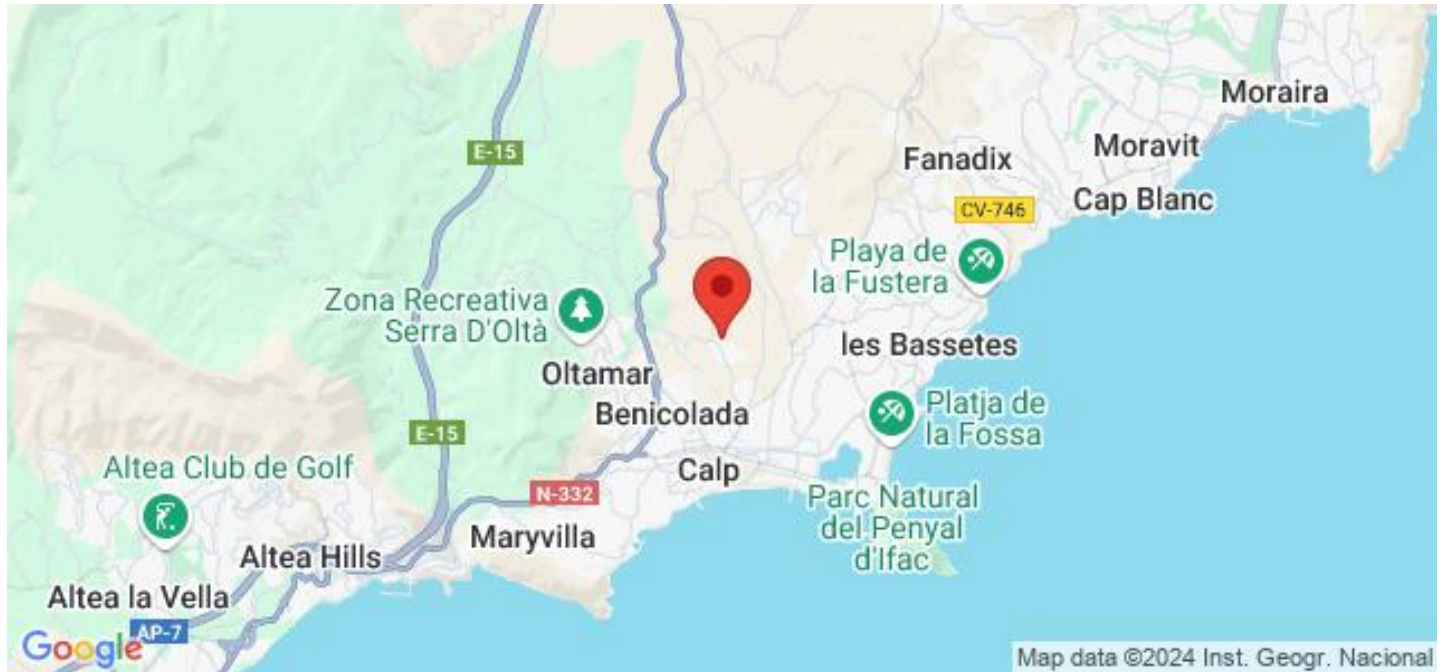 Moraira
Moravit
Fanadix
E-15
Cap Blanc
CV-746
Playa de
la Fustera
Zona Recreativa
Serra D'Oltà
les Bassetes
Oltamar
Benicolada
Platja de
la Fossa
E-15
Altea Club de Golf
Calp
N-332
Parc Natural
del Penyal
d'Ifac
Maryvilla
Altea Hills
Altea la Vella
AP-7
Google
Map data ©2024 Inst. Geogr. Nacional